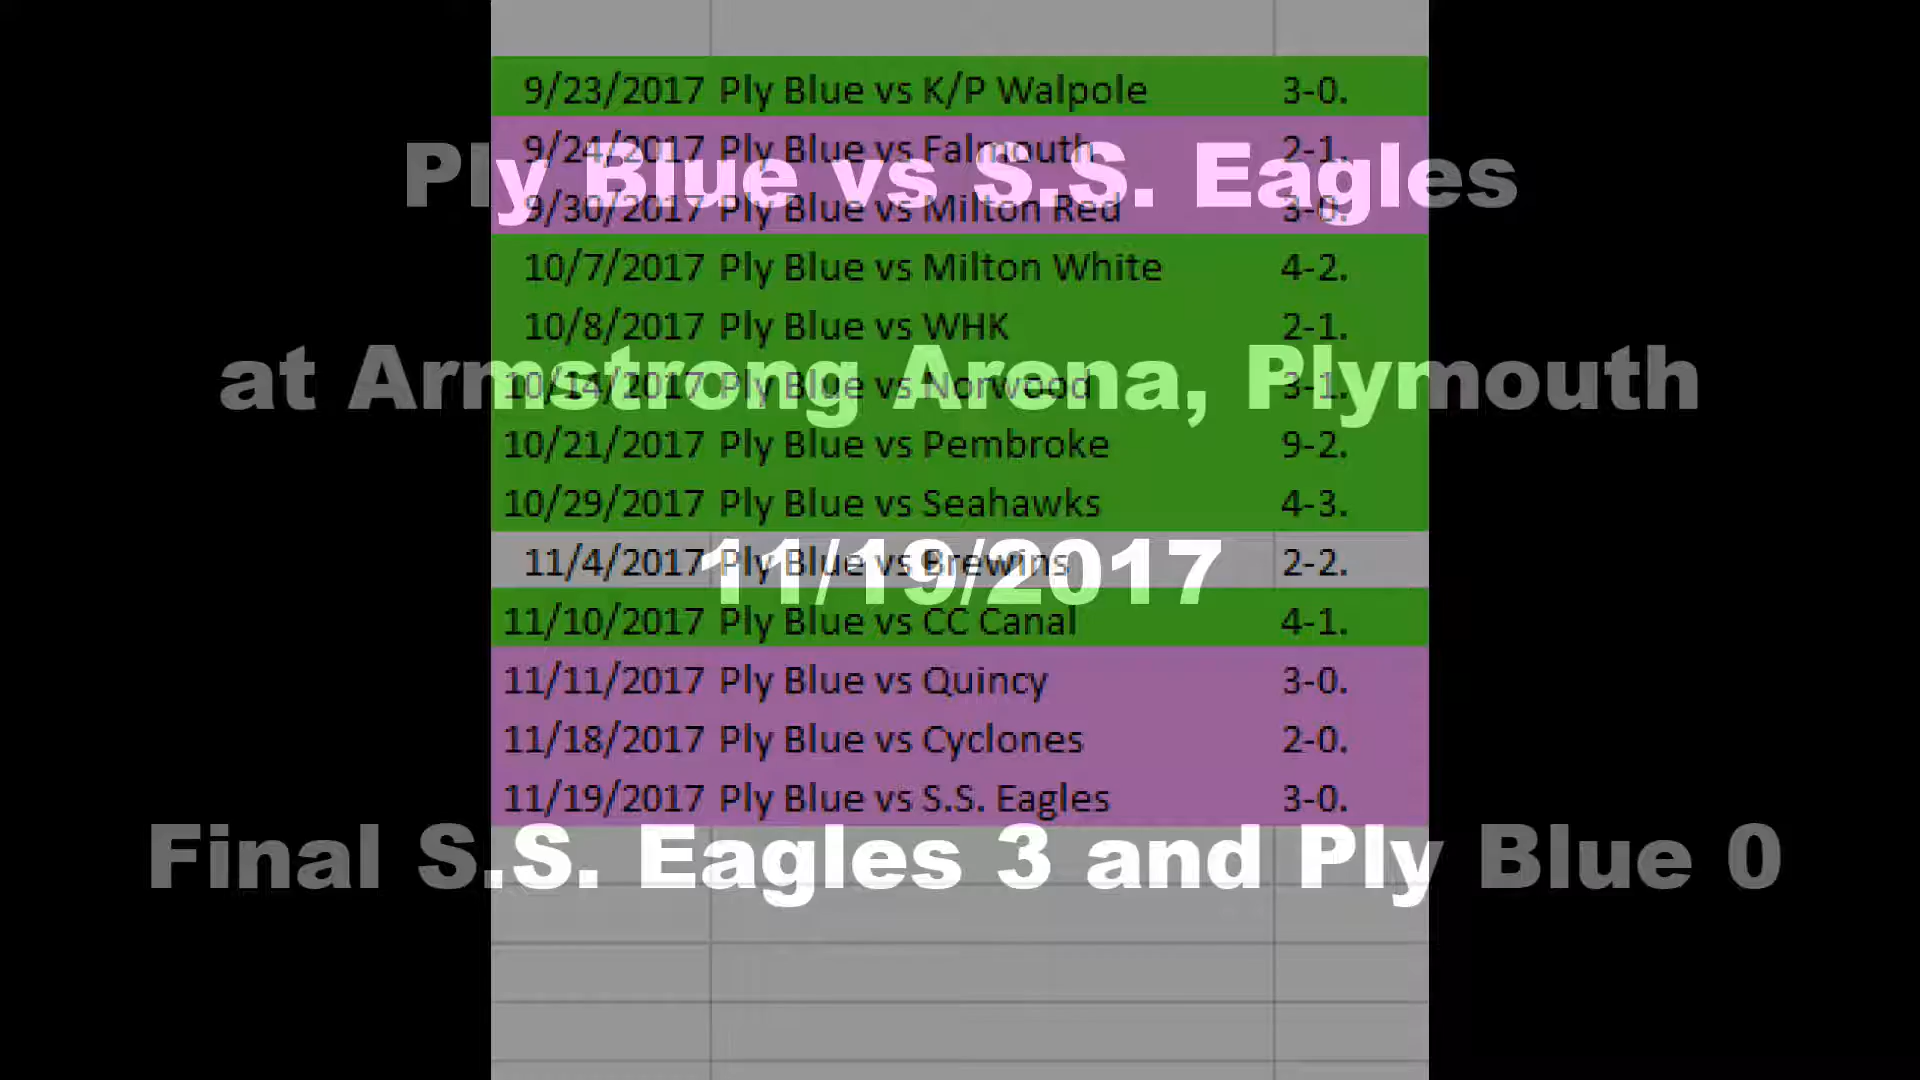 9/23/2017 Ply Blue vs K/P Walpole 3-0.
9/24/2017 Ply Blue vs Falmouth 2-1.
Ply Blue vs S.S. Eagles
9/30/2017 Ply Blue vs Milton Red 3-0.
10/7/2017 Ply Blue vs Milton White 4-2.
10/8/2017 Ply Blue vs WHK 2-1.
at Armstrong Arena, Plymouth
10/14/2017 Ply Blue vs Norwood 3-1.
10/21/2017 Ply Blue vs Pembroke 9-2.
10/29/2017 Ply Blue vs Seahawks 4-3.
11/4/2017 Ply Blue vs Brewins 2-2.
11/19/2017
11/10/2017 Ply Blue vs CC Canal 4-1.
11/11/2017 Ply Blue vs Quincy 3-0.
11/18/2017 Ply Blue vs Cyclones 2-0.
11/19/2017 Ply Blue vs S.S. Eagles 3-0.
Final S.S. Eagles 3 and Ply Blue 0